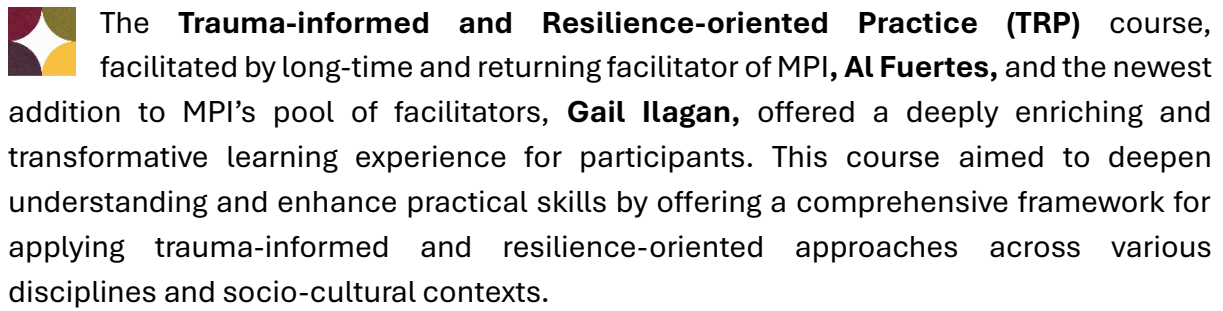 The Trauma-informed and Resilience-oriented Practice (TRP) course,
facilitated by long-time and returning facilitator of MPI, Al Fuertes, and the newest
addition to MPI’s pool of facilitators, Gail Ilagan, offered a deeply enriching and
transformative learning experience for participants. This course aimed to deepen
understanding and enhance practical skills by offering a comprehensive framework for
applying trauma-informed and resilience-oriented approaches across various
disciplines and socio-cultural contexts.